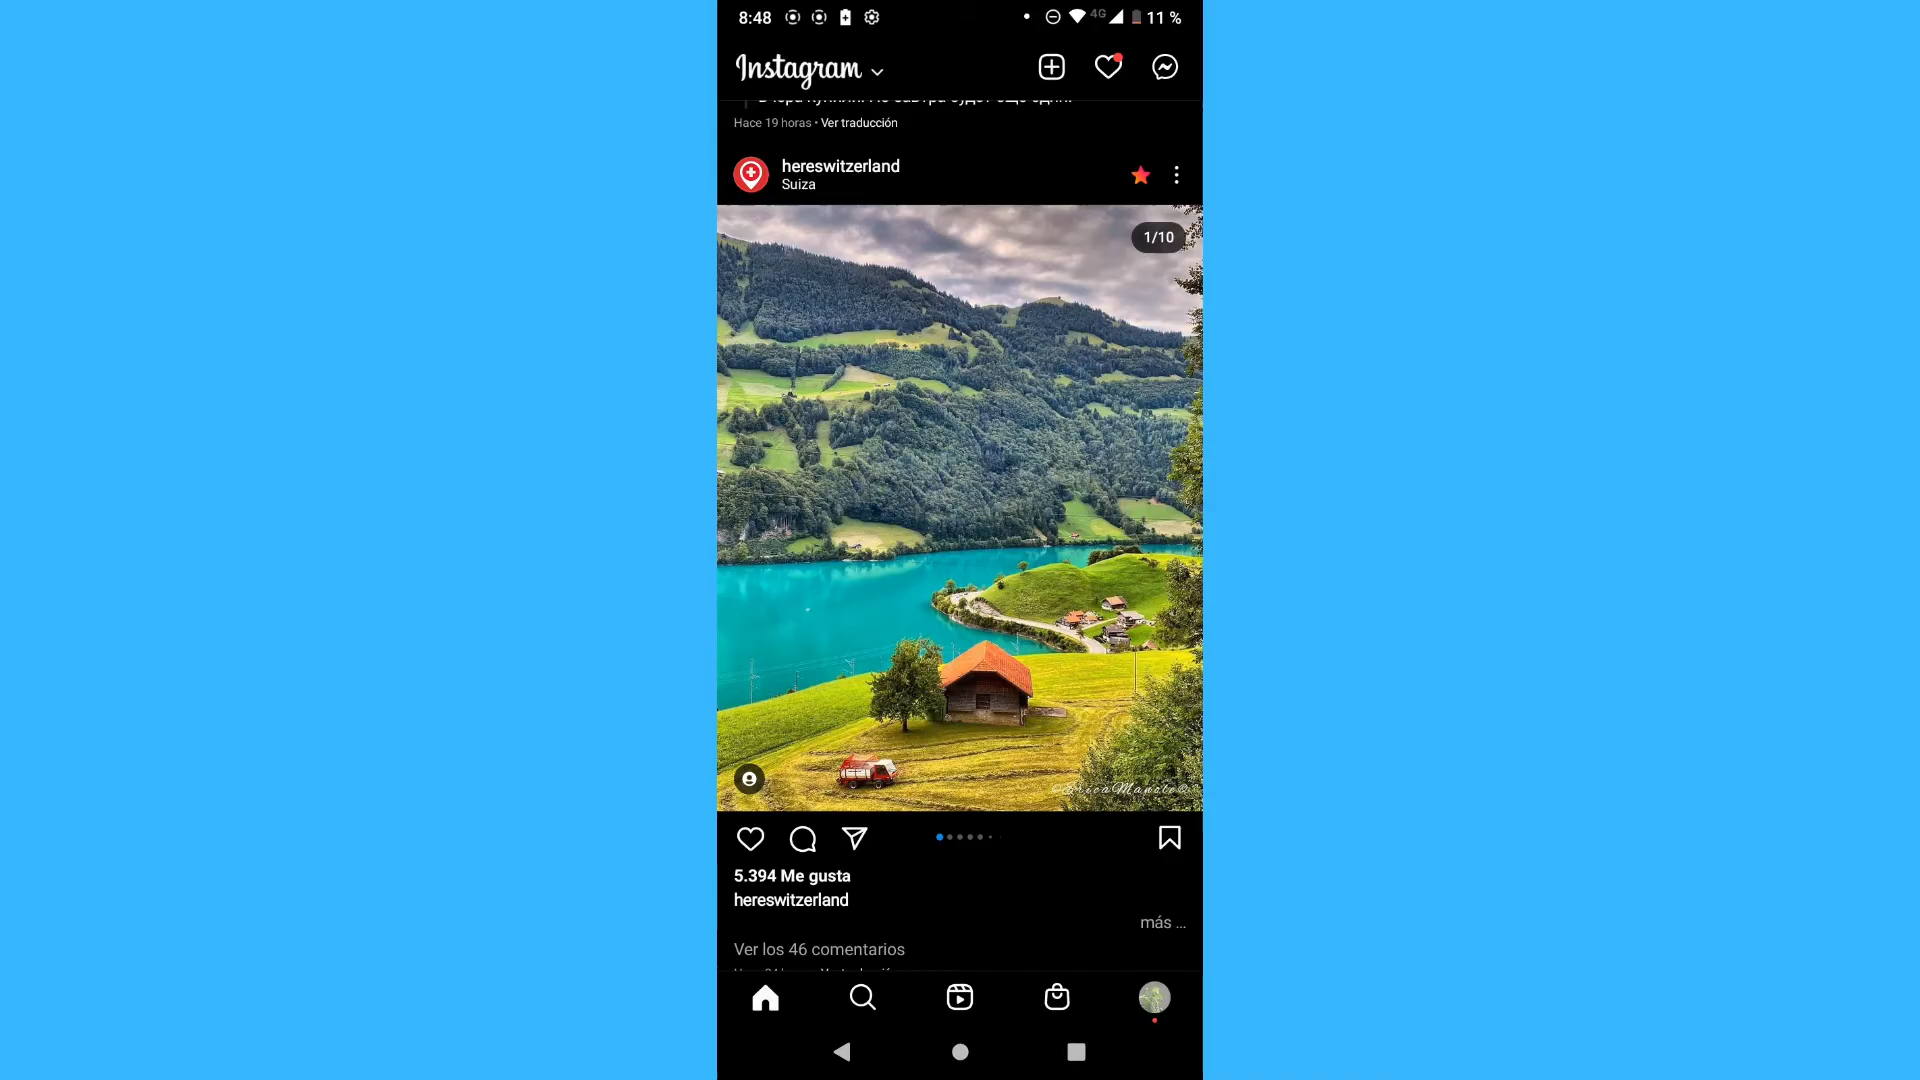 8:48
4G
11 %
Instagram
Hace 19 horas • Ver traducción
hereswitzerland
Suiza
1/10
5.394 Me gusta
hereswitzerland
más ...
Ver los 46 comentarios